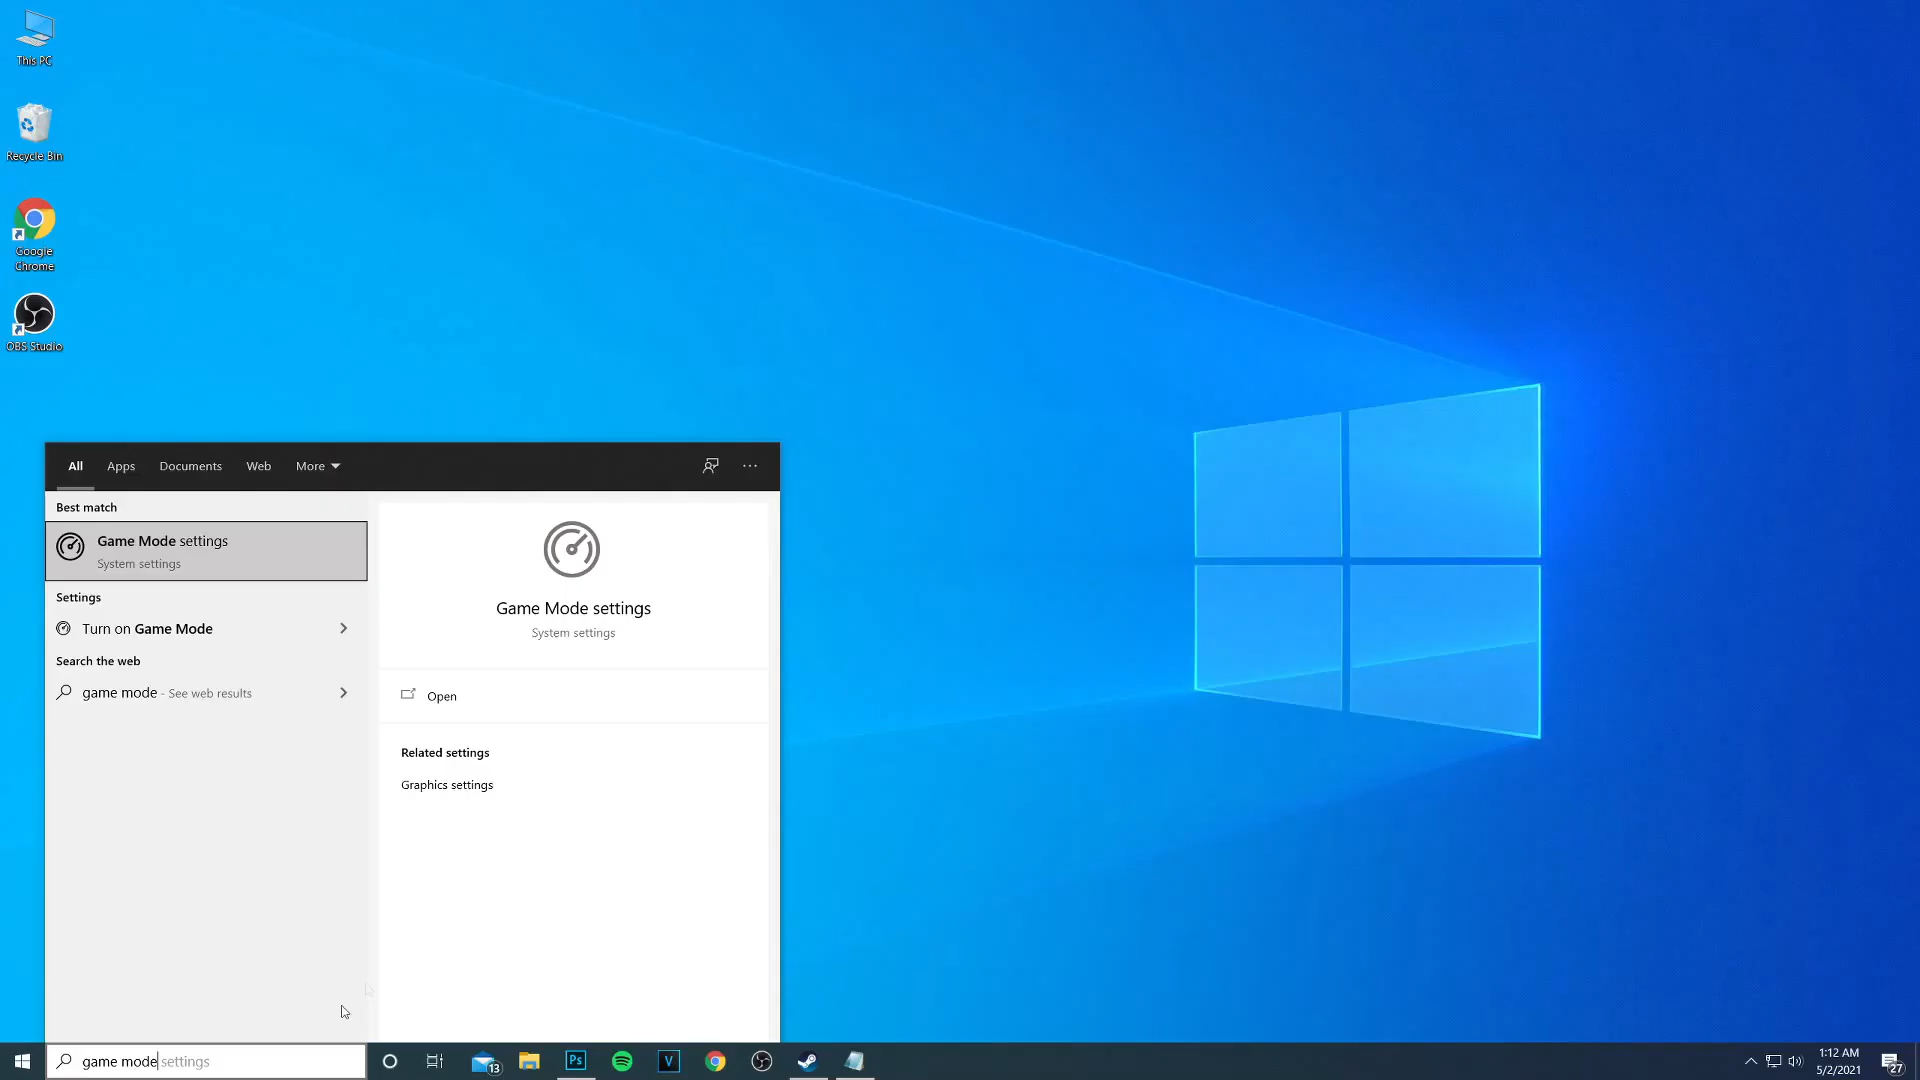 This PC
Recycle Bin
Google
Chrome
OBS Studio
All
Apps
Documents
Web
More
Best match
Game Mode settings
System settings
Settings
Turn on Game Mode
Search the web
game mode - See web results
Game Mode settings
System settings
Open
Related settings
Graphics settings
game mode settings
13
Ps
V
1:12 AM
5/2/2021
27